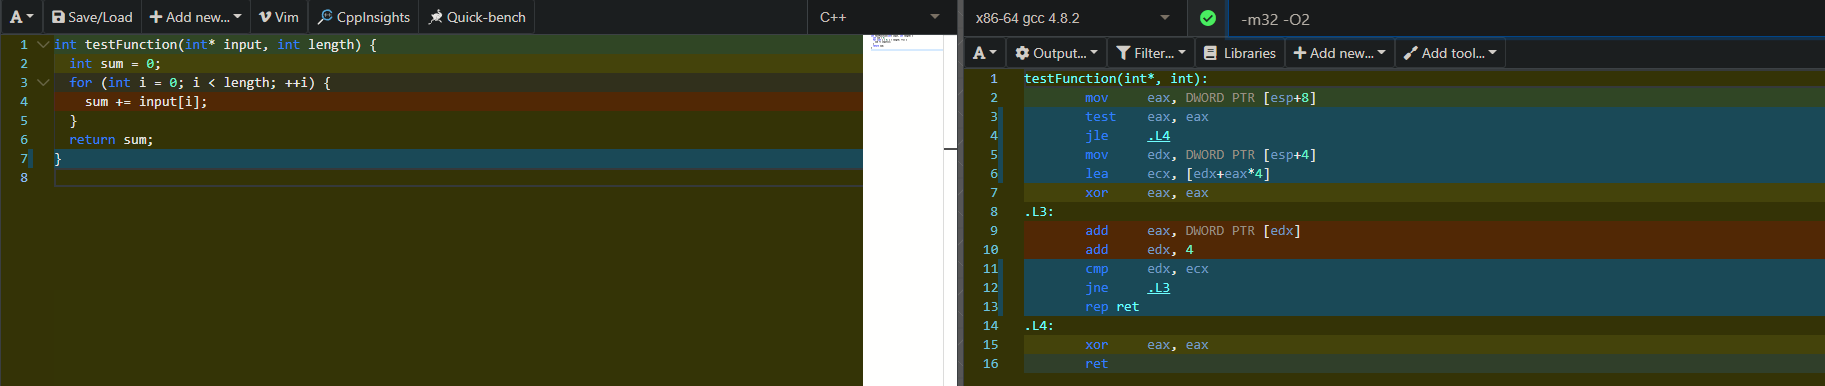 A Save/Load Add new... Vim CppInsights Quick-bench C++
1 int testFunction(int* input, int length) {
2 int sum = 0;
3 for (int i = 0; i < length; ++i) {
4 sum += input[i];
5 }
6 return sum;
7 }
8
x86-64 gcc 4.8.2 -m32 -O2
A Output... Filter... Libraries Add new... Add tool...
1 testFunction(int*, int):
2 mov eax, DWORD PTR [esp+8]
3 test eax, eax
4 jle .L4
5 mov edx, DWORD PTR [esp+4]
6 lea ecx, [edx+eax*4]
7 xor eax, eax
8 .L3:
9 add eax, DWORD PTR [edx]
10 add edx, 4
11 cmp edx, ecx
12 jne .L3
13 rep ret
14 .L4:
15 xor eax, eax
16 ret